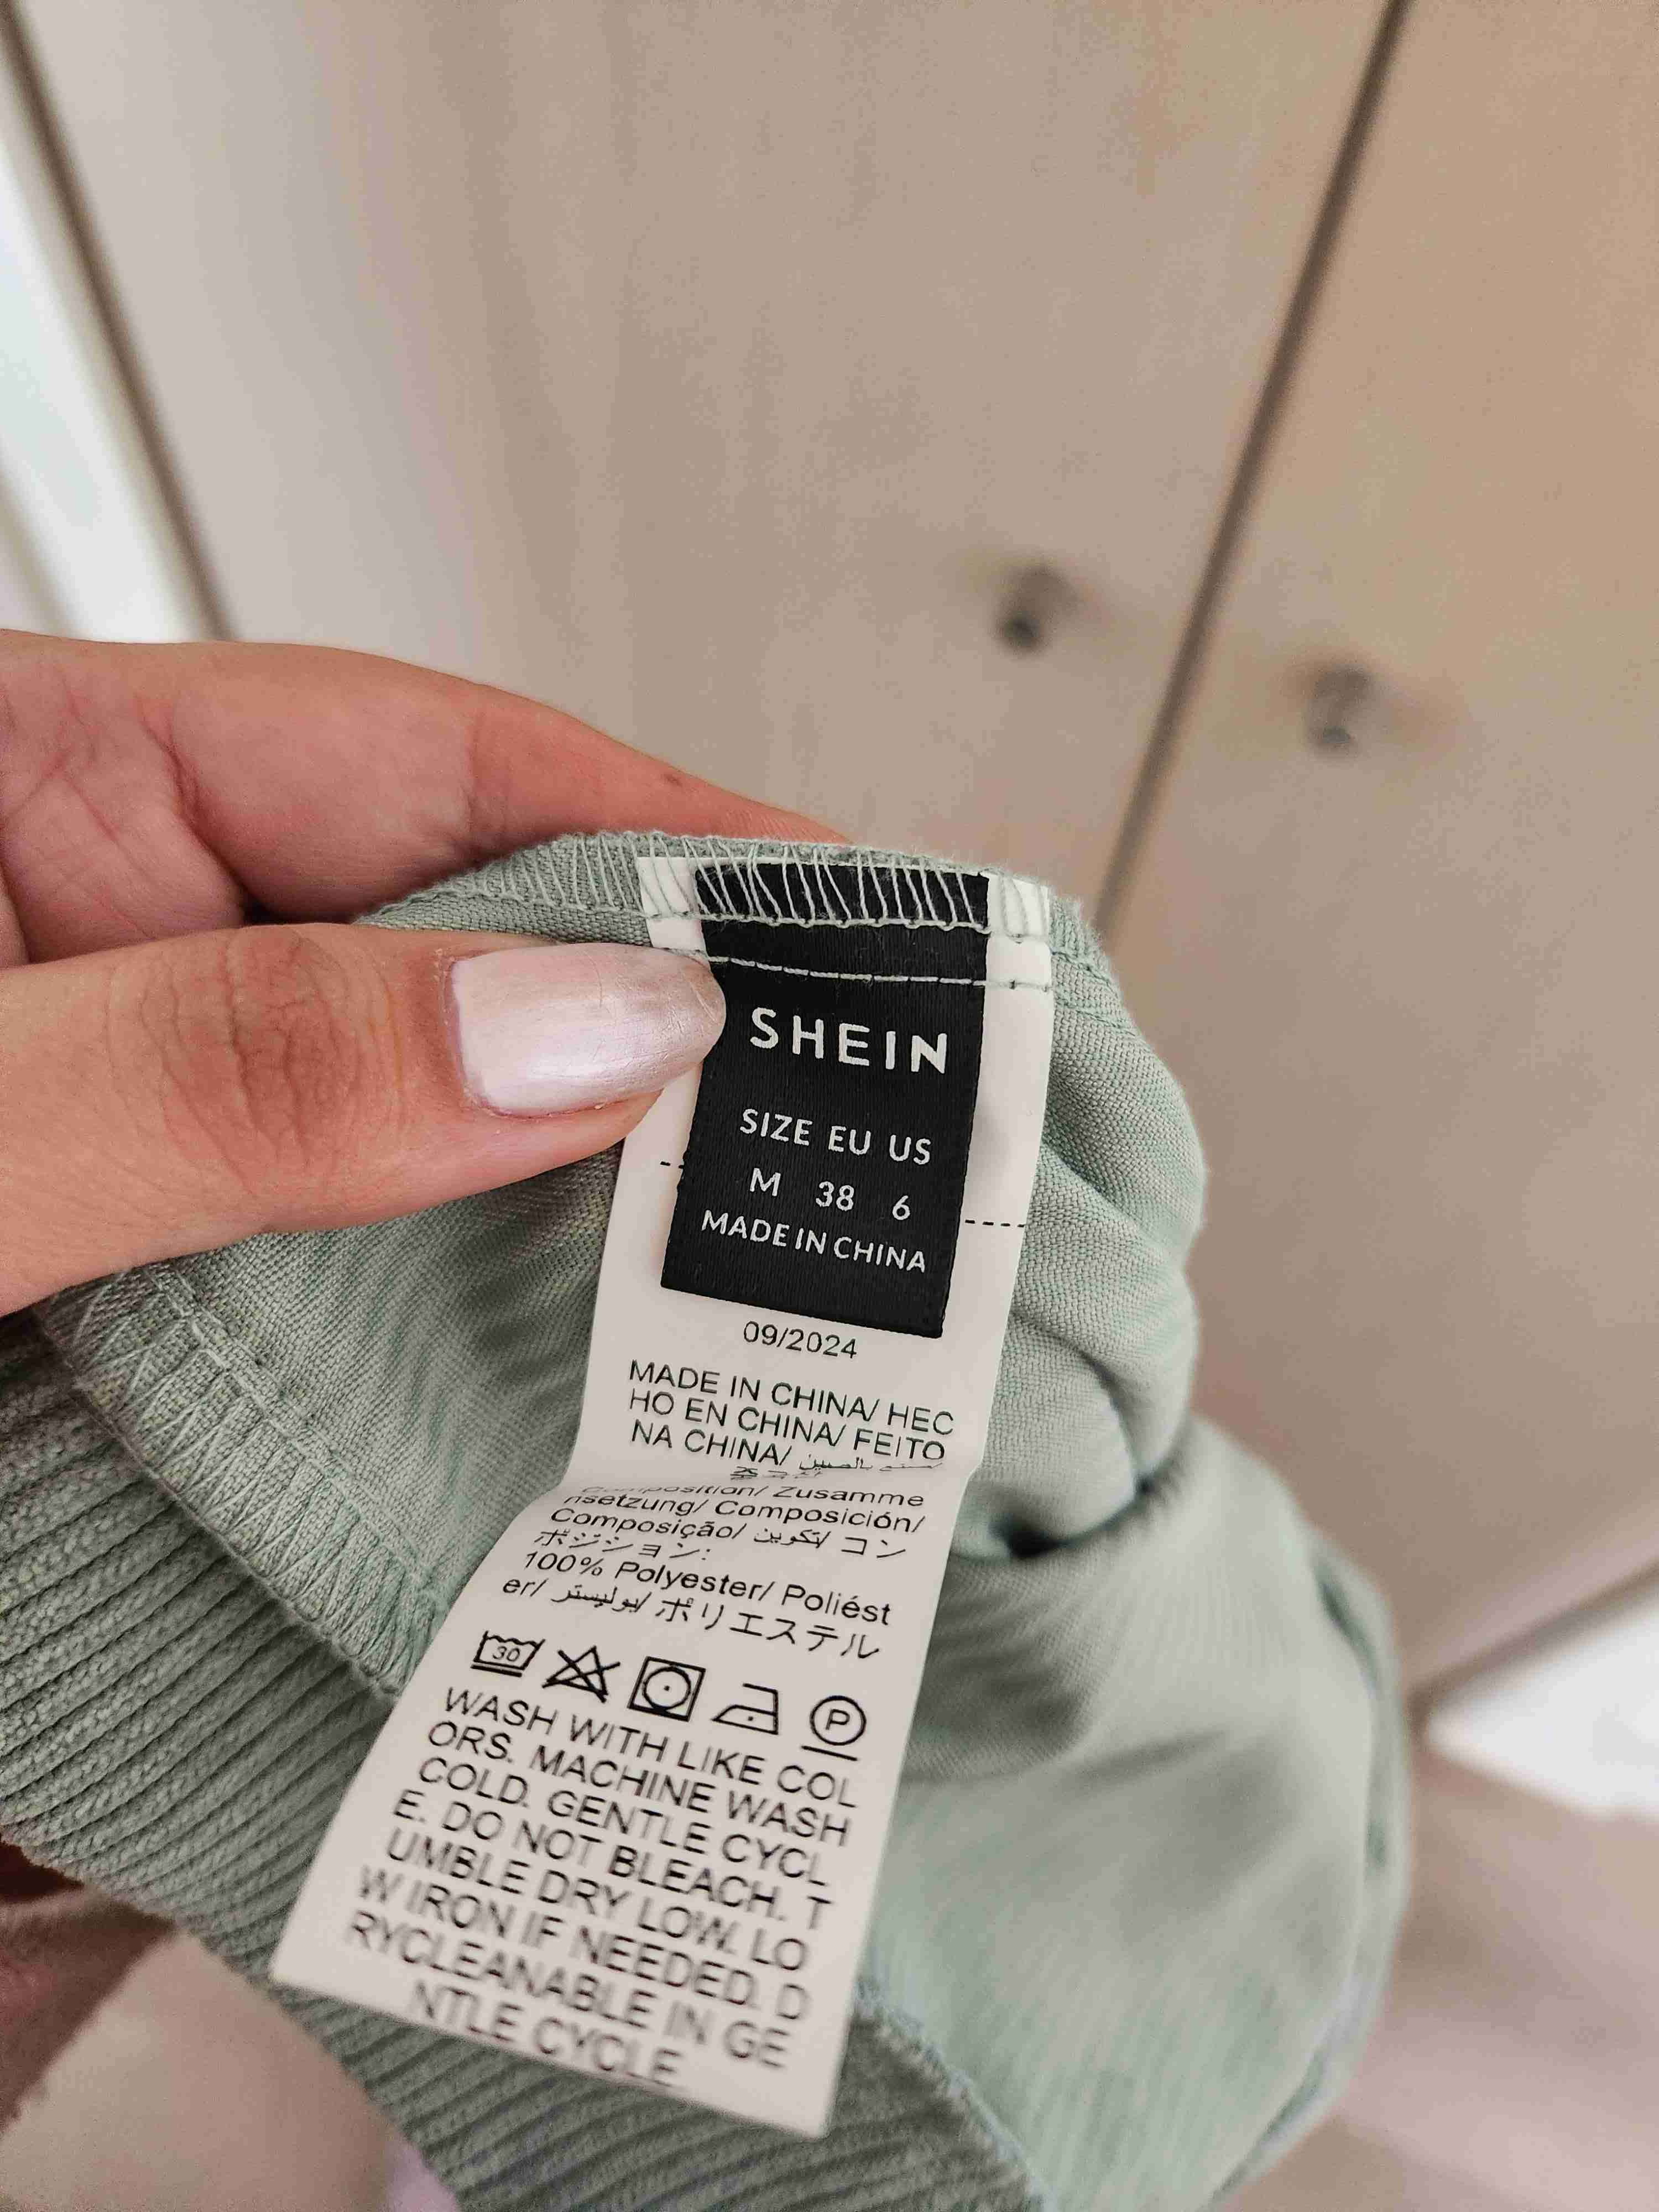 SHEIN
SIZE EU US
M 38 6
MADE IN CHINA
09/2024
MADE IN CHINA/ HEC
HO EN CHINA/ FEITO
NA CHINA/ صنع بالصين
Composition/ Zusamme
nsetzung/ Composición/
Composição/ تكوين/ コン
ポジション:
100% Polyester/ Poliést
er/ بوليستر/ ポリエステル
30
P
WASH WITH LIKE COL
ORS. MACHINE WASH
COLD. GENTLE CYCL
E. DO NOT BLEACH. T
UMBLE DRY LOW. LO
W IRON IF NEEDED. D
RYCLEANABLE IN GE
NTLE CYCLE